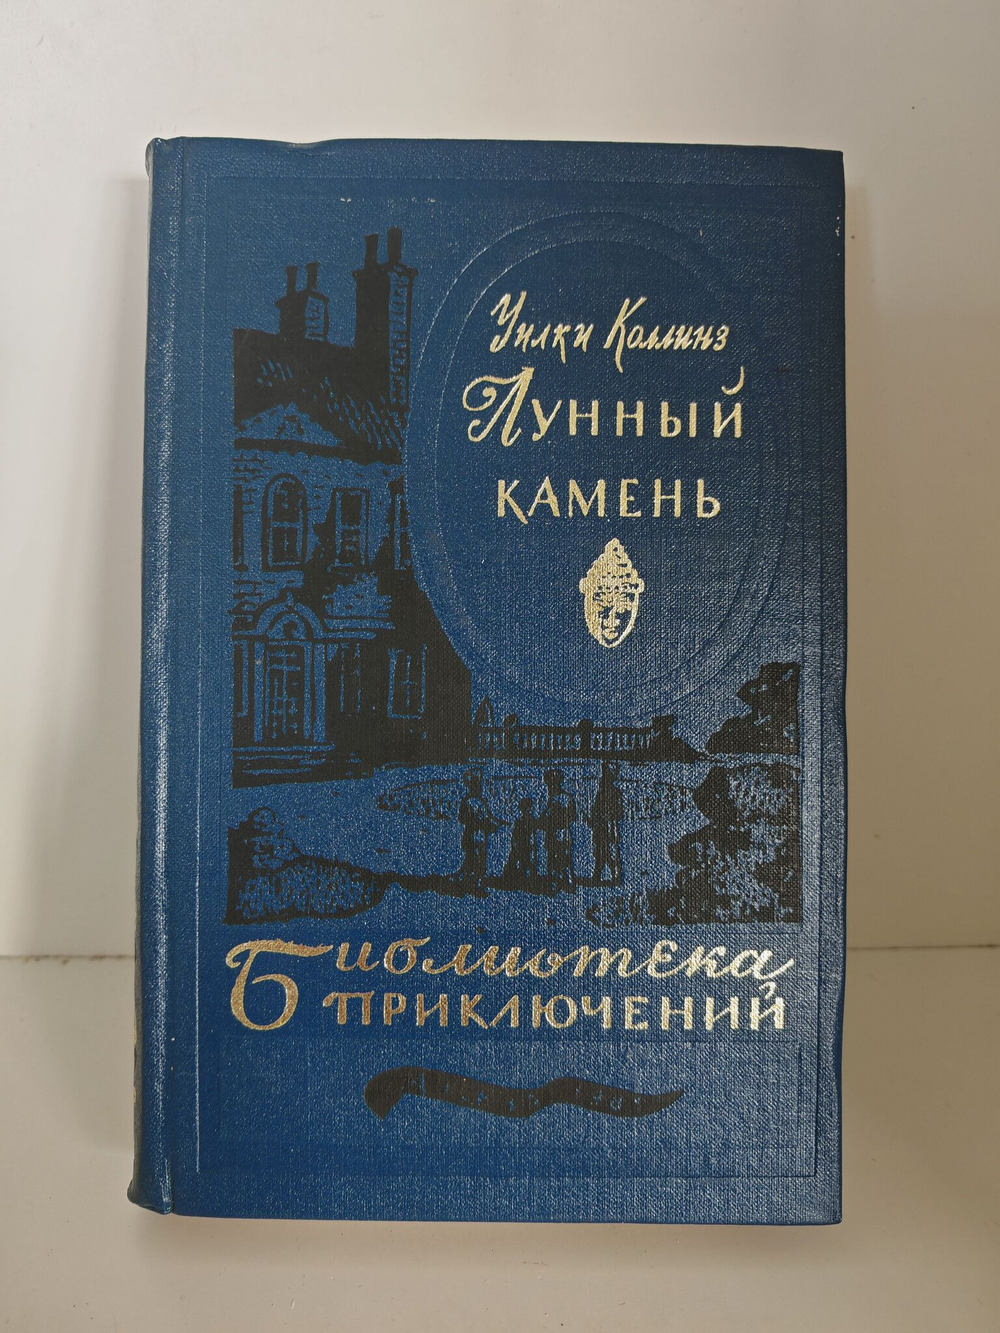 Уилки Коллинз
Лунный
камень
Библиотека
приключений